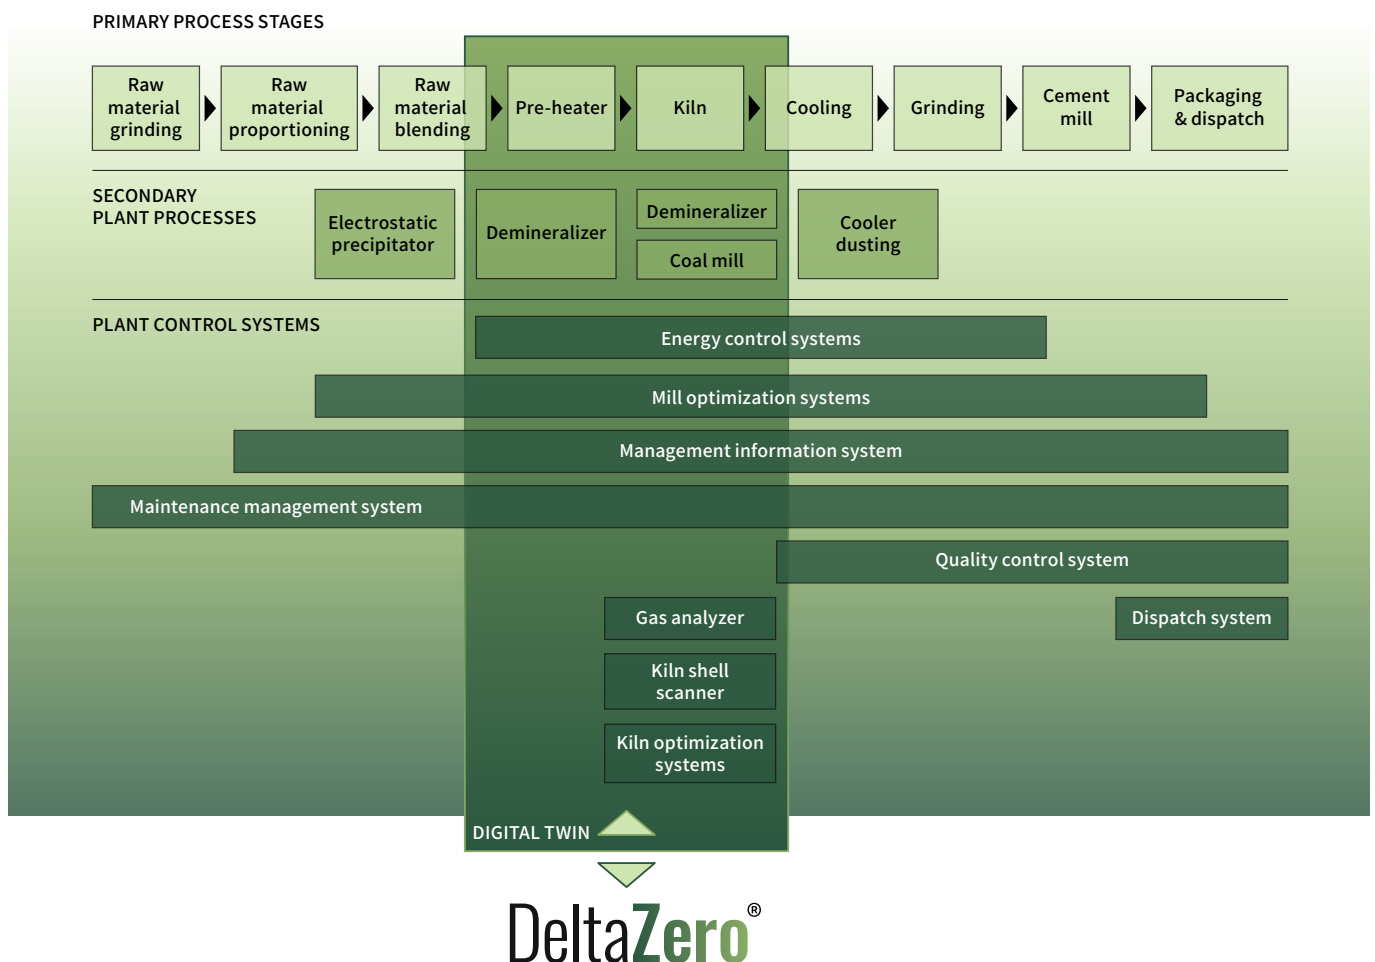 PRIMARY PROCESS STAGES
Raw
material
grinding
Raw
material
proportioning
Raw
material
blending
Pre-heater
Kiln
Cooling
Grinding
Cement
mill
Packaging
& dispatch
SECONDARY
PLANT PROCESSES
Electrostatic
precipitator
Demineralizer
Demineralizer
Coal mill
Cooler
dusting
PLANT CONTROL SYSTEMS
Energy control systems
Mill optimization systems
Management information system
Maintenance management system
Quality control system
Gas analyzer
Dispatch system
Kiln shell
scanner
Kiln optimization
systems
DIGITAL TWIN
DeltaZero®